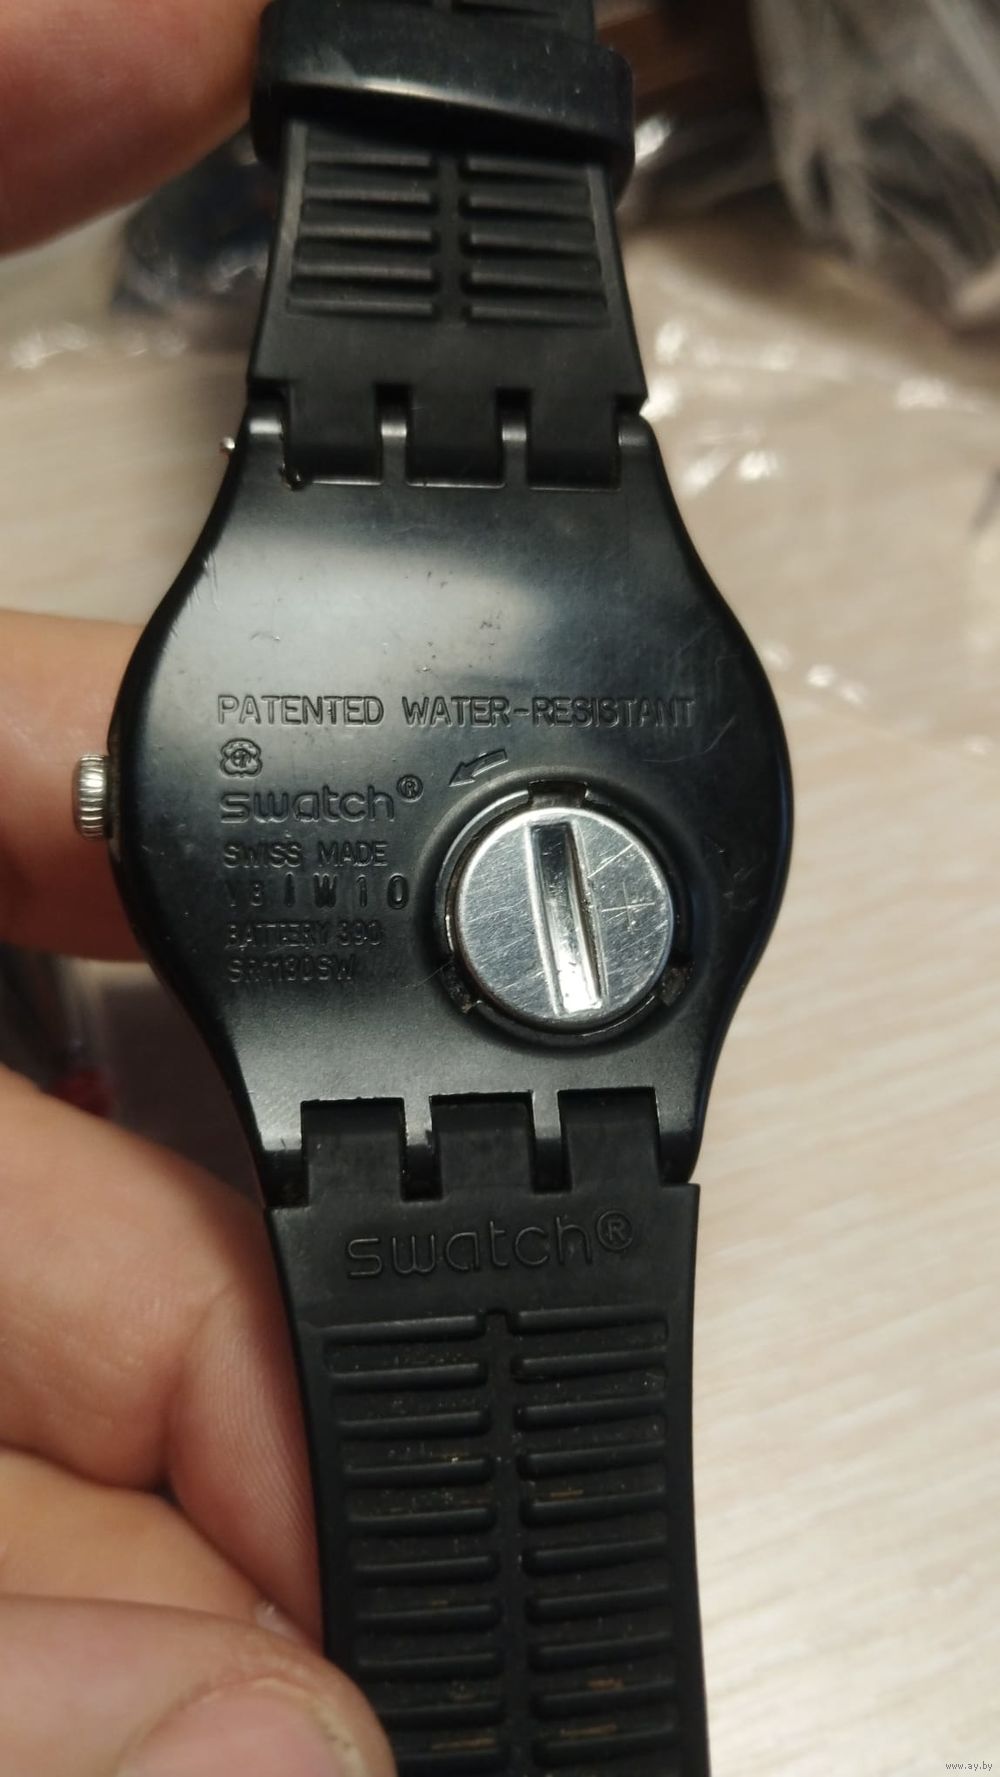 PATENTED WATER-RESISTANT
swatch®
SWISS MADE
BATTERY 390
SR1130SW
swatch®
www.ay.by